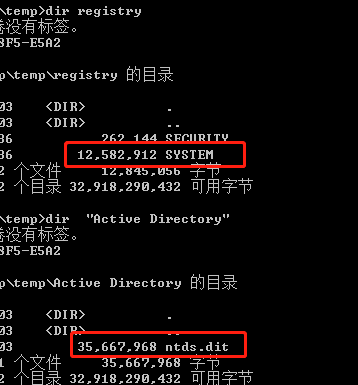 \temp>dir registry
卷没有标签。
8F5-E5A2
p\temp\registry 的目录
03 <DIR> .
03 <DIR> ..
36 262,144 SECURITY
36 12,582,912 SYSTEM
2 个文件 12,845,056 字节
2 个目录 32,918,290,432 可用字节
\temp>dir "Active Directory"
卷没有标签。
8F5-E5A2
p\temp\Active Directory 的目录
03 <DIR> .
03 <DIR> ..
03 35,667,968 ntds.dit
1 个文件 35,667,968 字节
2 个目录 32,918,290,432 可用字节